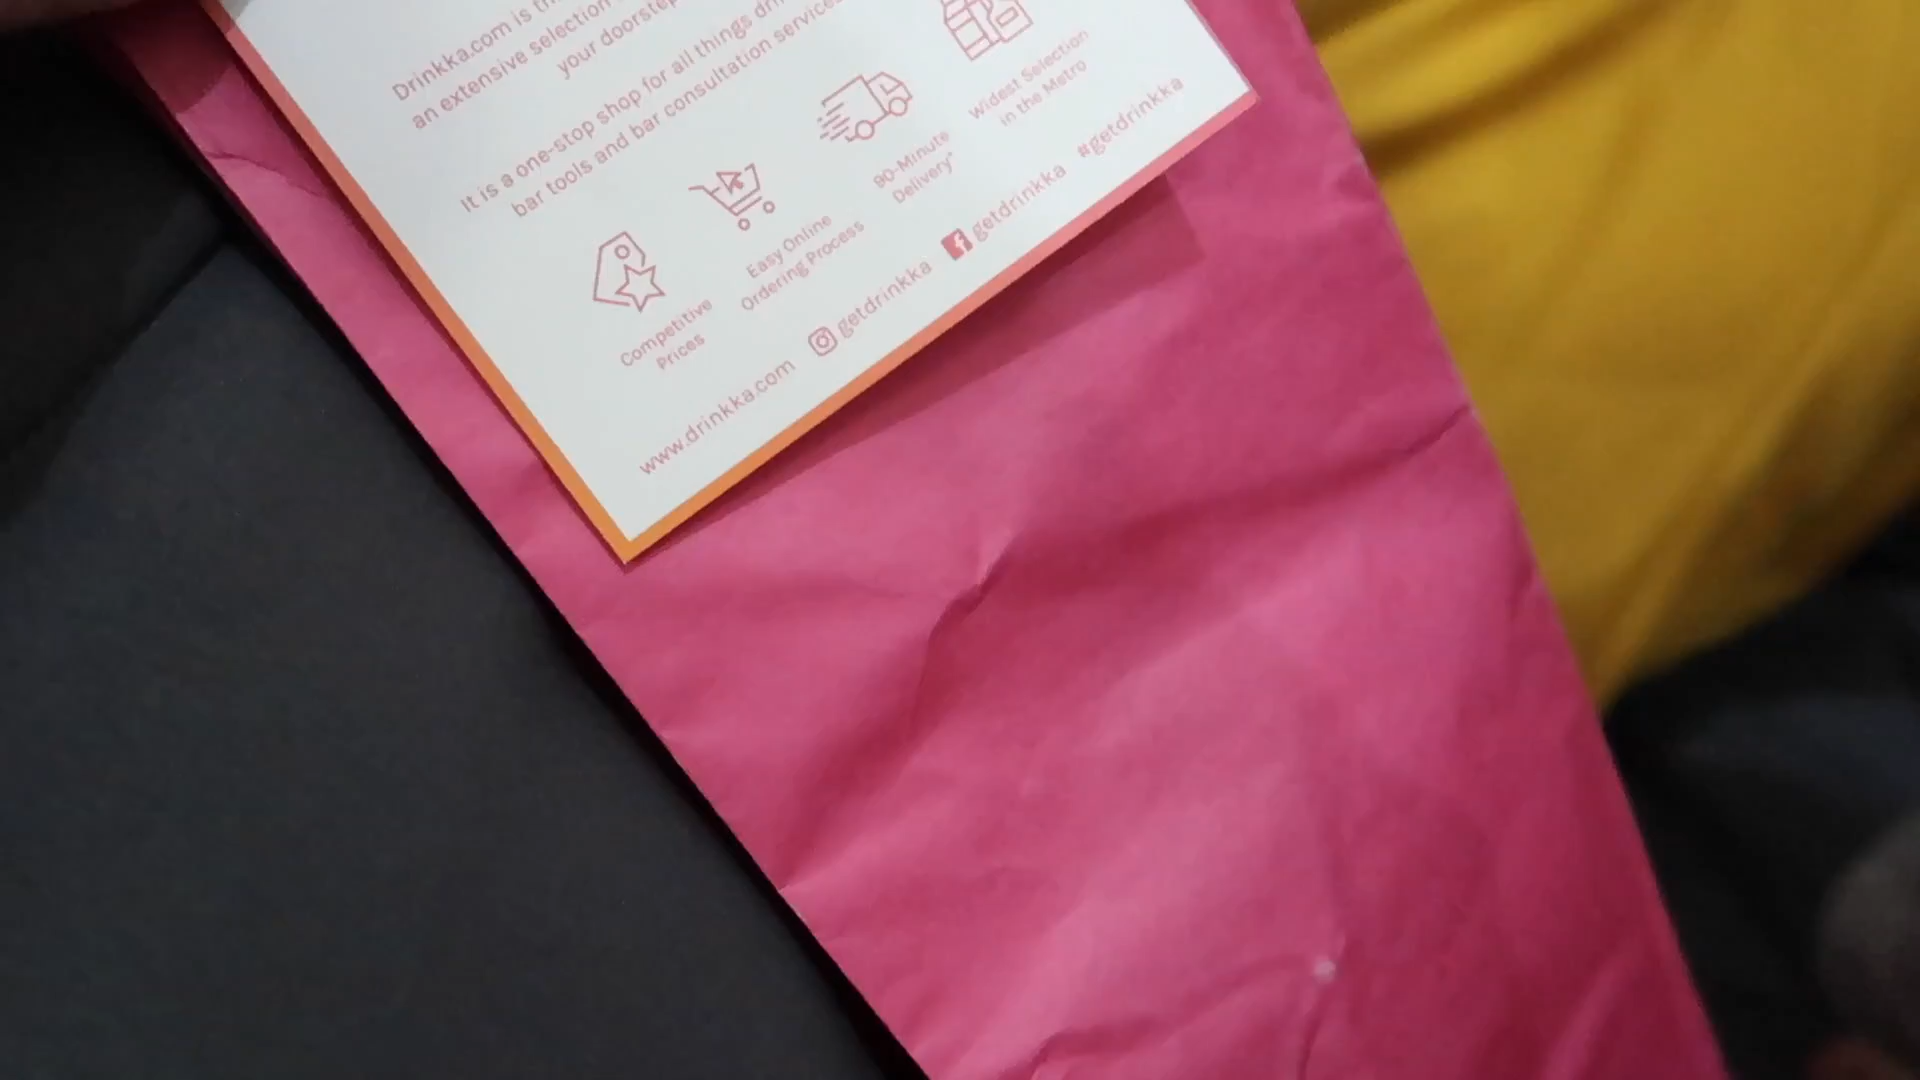 Drinkka.com is
an extensive selection
your doorstep
It is a one-stop shop for all things
bar tools and bar consultation services
Competitive
Prices
Easy Online
Ordering Process
90-Minute
Delivery*
Widest Selection
in the Metro
www.drinkka.com getdrinkka getdrinkka #getdrinkka